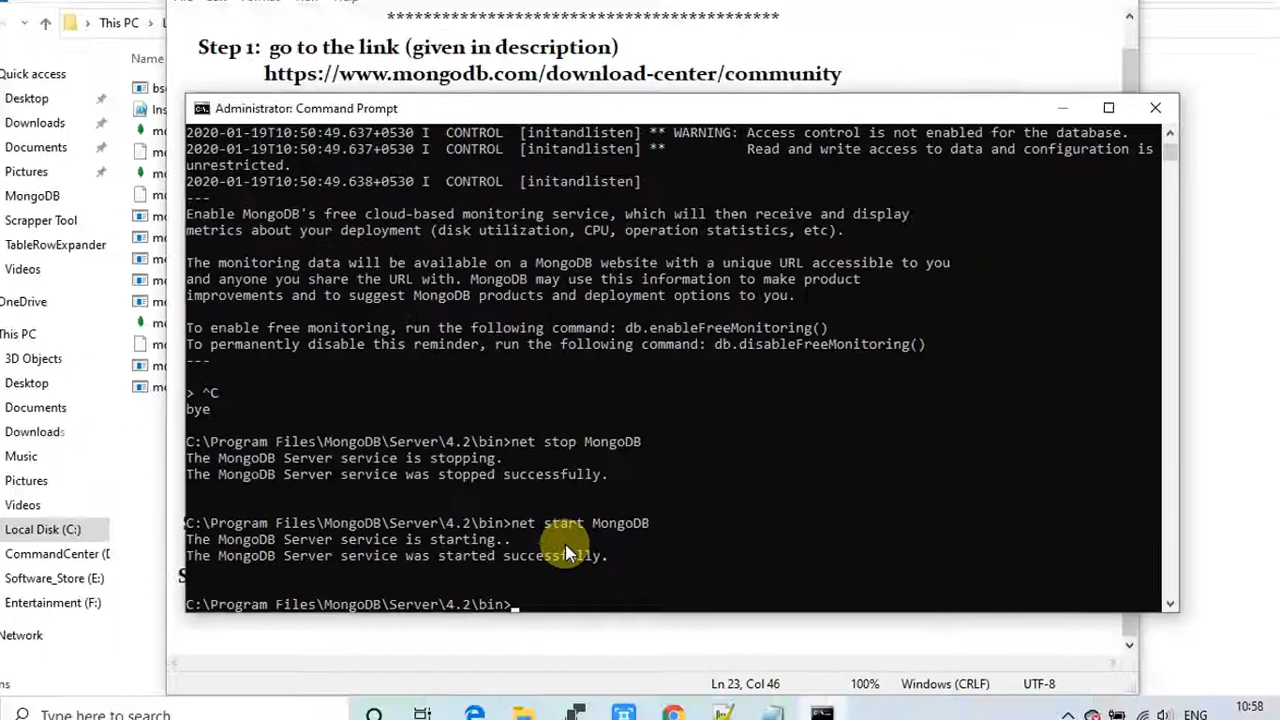 This PC
****************************************
Step 1: go to the link (given in description)
https://www.mongodb.com/download-center/community
Quick access
Desktop
Downloads
Documents
Pictures
MongoDB
Scrapper Tool
TableRowExpander
Videos
OneDrive
This PC
3D Objects
Desktop
Documents
Downloads
Music
Pictures
Videos
Local Disk (C:)
CommandCenter (D
Software_Store (E:)
Entertainment (F:)
Network
Name
Administrator: Command Prompt
2020-01-19T10:50:49.637+0530 I  CONTROL  [initandlisten] ** WARNING: Access control is not enabled for the database.
2020-01-19T10:50:49.637+0530 I  CONTROL  [initandlisten] **          Read and write access to data and configuration is
unrestricted.
2020-01-19T10:50:49.638+0530 I  CONTROL  [initandlisten]
---
Enable MongoDB's free cloud-based monitoring service, which will then receive and display
metrics about your deployment (disk utilization, CPU, operation statistics, etc).
The monitoring data will be available on a MongoDB website with a unique URL accessible to you
and anyone you share the URL with. MongoDB may use this information to make product
improvements and to suggest MongoDB products and deployment options to you.
To enable free monitoring, run the following command: db.enableFreeMonitoring()
To permanently disable this reminder, run the following command: db.disableFreeMonitoring()
---
> ^C
bye
C:\Program Files\MongoDB\Server\4.2\bin>net stop MongoDB
The MongoDB Server service is stopping.
The MongoDB Server service was stopped successfully.
C:\Program Files\MongoDB\Server\4.2\bin>net start MongoDB
The MongoDB Server service is starting..
The MongoDB Server service was started successfully.
C:\Program Files\MongoDB\Server\4.2\bin>
Ln 23, Col 46
100%
Windows (CRLF)
UTF-8
Type here to search
ENG
10:58